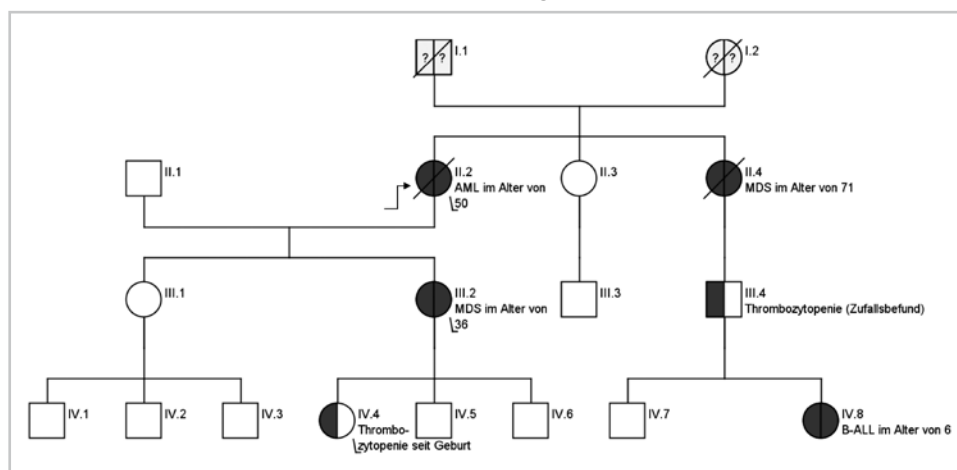 ? ? I.1
? ? I.2
II.1
II.2
AML im Alter von
50
II.3
II.4
MDS im Alter von 71
III.1
III.2
MDS im Alter von
36
III.3
III.4
Thrombozytopenie (Zufallsbefund)
IV.1
IV.2
IV.3
IV.4
Thrombo-
zytopenie seit Geburt
IV.5
IV.6
IV.7
IV.8
B-ALL im Alter von 6